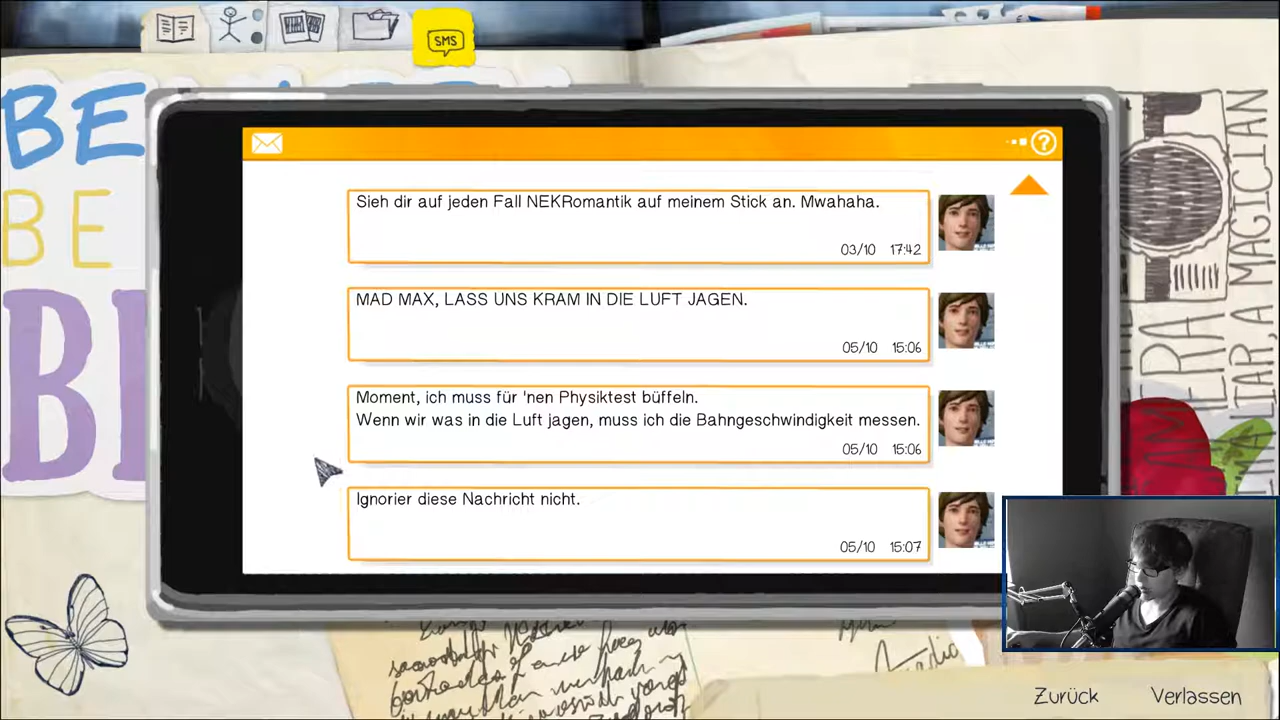 SMS
BE
BE
BE
Sieh dir auf jeden Fall NEKRomantik auf meinem Stick an. Mwahaha.
03/10 17:42
MAD MAX, LASS UNS KRAM IN DIE LUFT JAGEN.
05/10 15:06
Moment, ich muss für 'nen Physiktest büffeln.
Wenn wir was in die Luft jagen, muss ich die Bahngeschwindigkeit messen.
05/10 15:06
Ignorier diese Nachricht nicht.
05/10 15:07
?
A MAGICIAN
Zurück
Verlassen